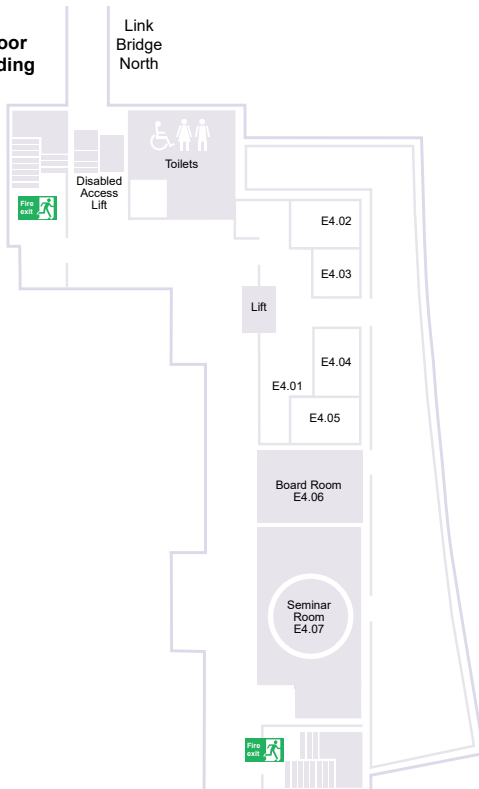 oor
ding
Link
Bridge
North
Toilets
Disabled
Access
Lift
Fire
exit
E4.02
E4.03
Lift
E4.04
E4.01
E4.05
Board Room
E4.06
Seminar
Room
E4.07
Fire
exit